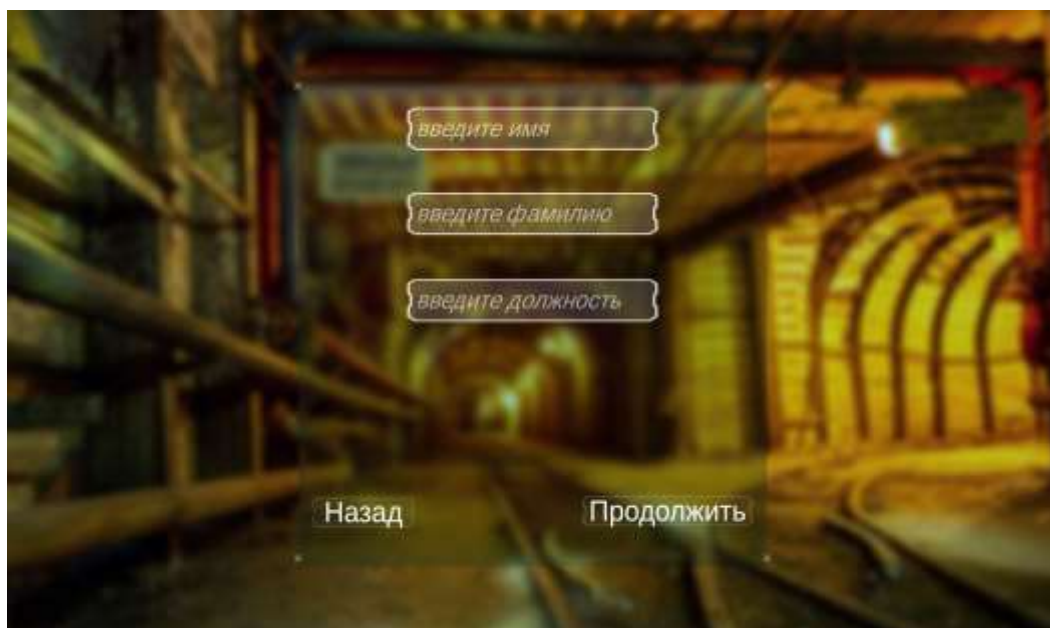 введите имя
введите фамилию
введите должность
Назад
Продолжить